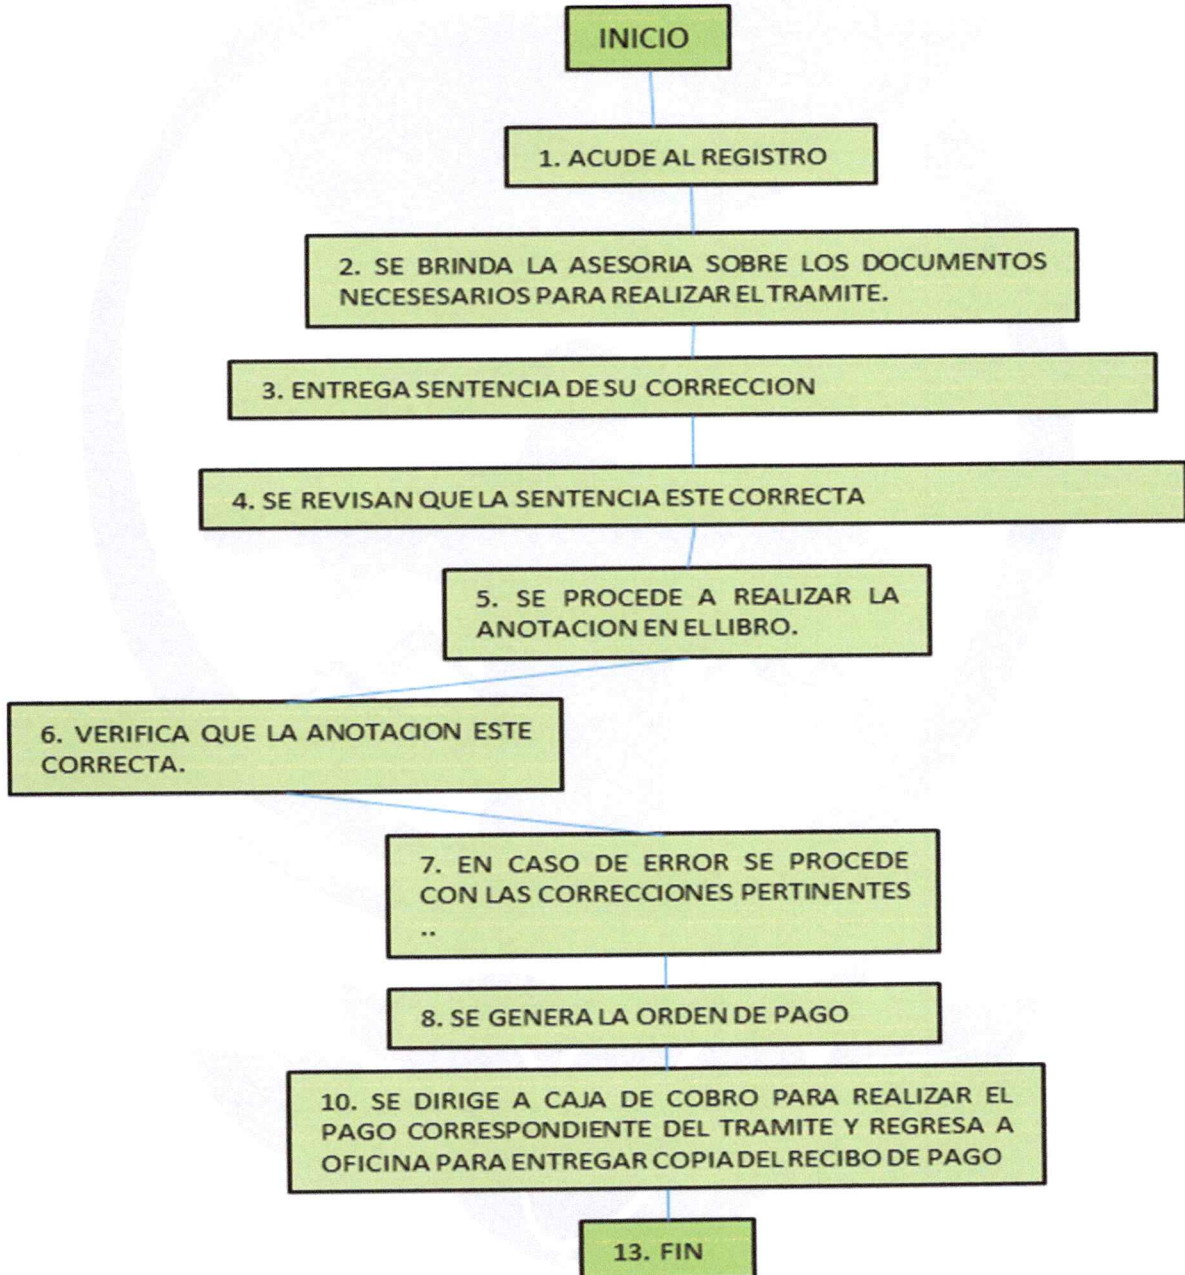 INICIO
1. ACUDE AL REGISTRO
2. SE BRINDA LA ASESORIA SOBRE LOS DOCUMENTOS
NECESESARIOS PARA REALIZAR EL TRAMITE.
3. ENTREGA SENTENCIA DE SU CORRECCION
4. SE REVISAN QUE LA SENTENCIA ESTE CORRECTA
5. SE PROCEDE A REALIZAR LA
ANOTACION EN EL LIBRO.
6. VERIFICA QUE LA ANOTACION ESTE
CORRECTA.
7. EN CASO DE ERROR SE PROCEDE
CON LAS CORRECCIONES PERTINENTES
..
8. SE GENERA LA ORDEN DE PAGO
10. SE DIRIGE A CAJA DE COBRO PARA REALIZAR EL
PAGO CORRESPONDIENTE DEL TRAMITE Y REGRESA A
OFICINA PARA ENTREGAR COPIA DEL RECIBO DE PAGO
13. FIN